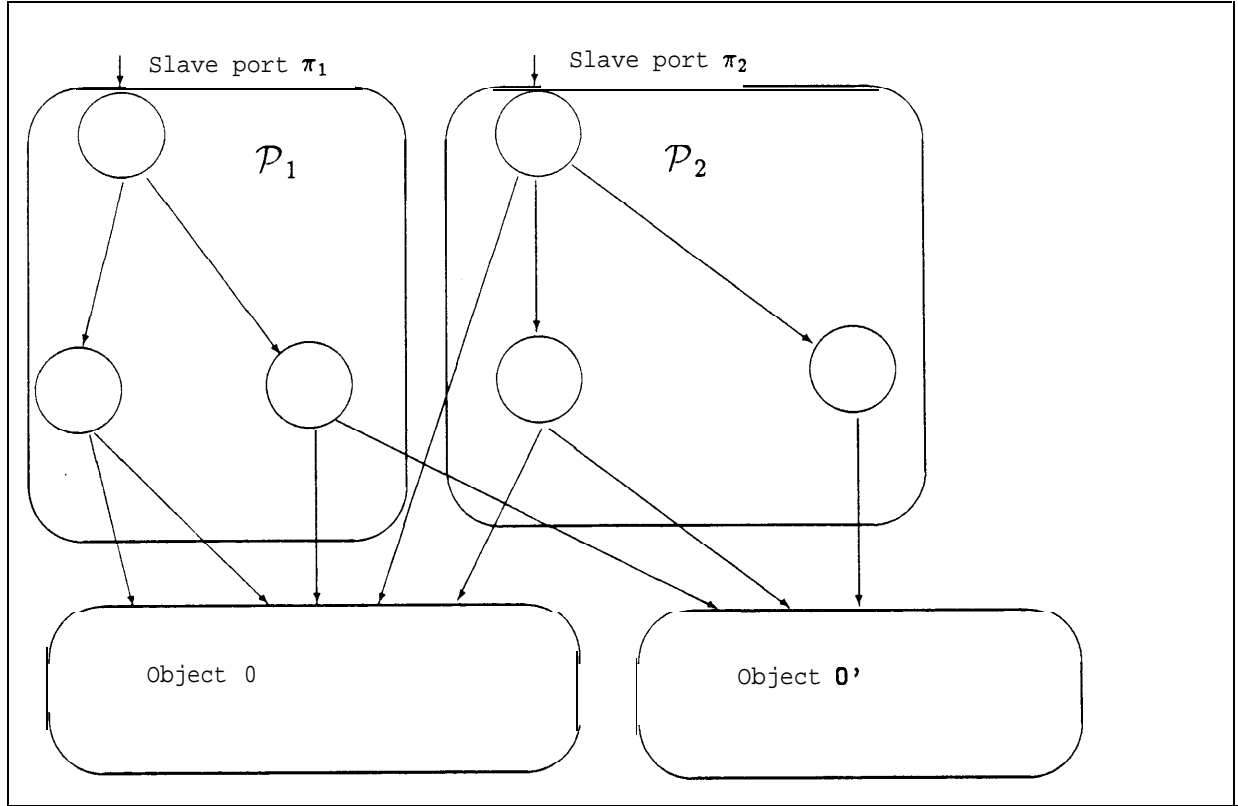 Slave port π₁
Slave port π₂
𝒫₁
𝒫₂
Object 0
Object 0’